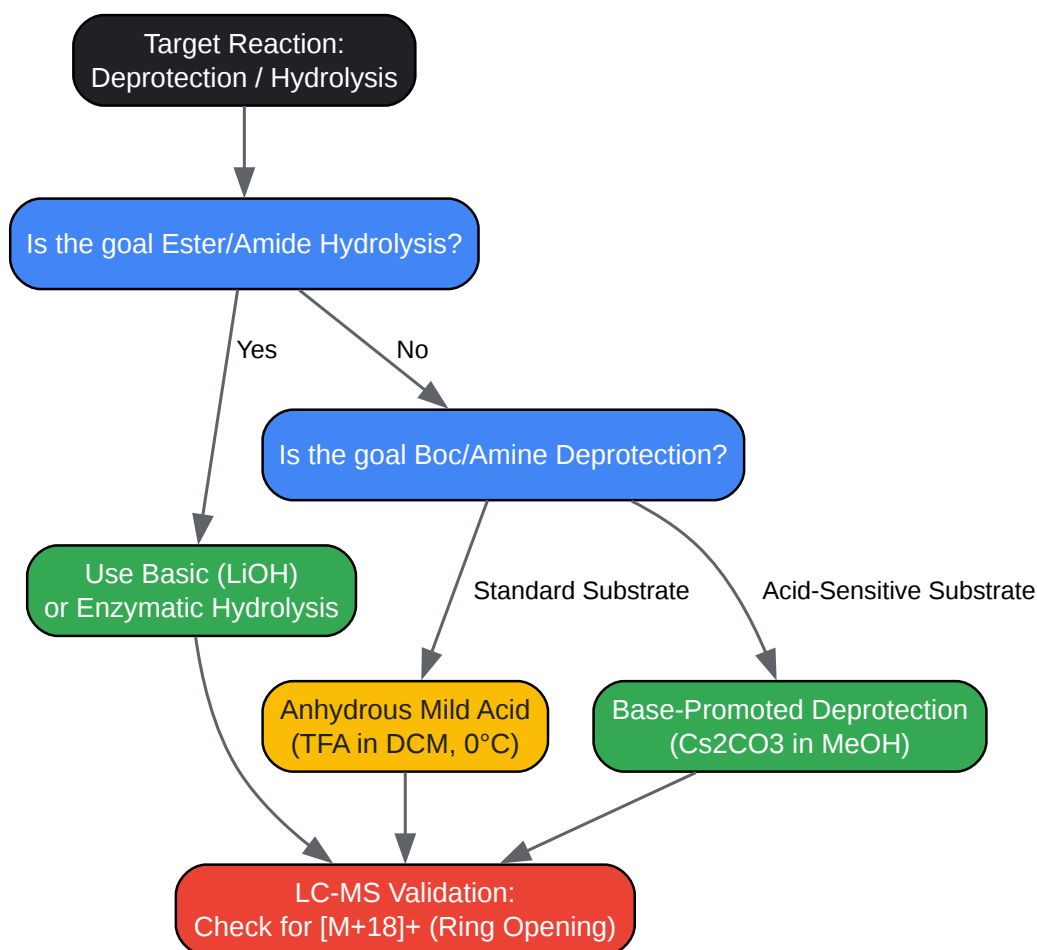 Target Reaction:
Deprotection / Hydrolysis
Is the goal Ester/Amide Hydrolysis?
Yes
No
Is the goal Boc/Amine Deprotection?
Use Basic (LiOH)
or Enzymatic Hydrolysis
Standard Substrate
Acid-Sensitive Substrate
Anhydrous Mild Acid
(TFA in DCM, 0°C)
Base-Promoted Deprotection
(Cs2CO3 in MeOH)
LC-MS Validation:
Check for [M+18]+ (Ring Opening)